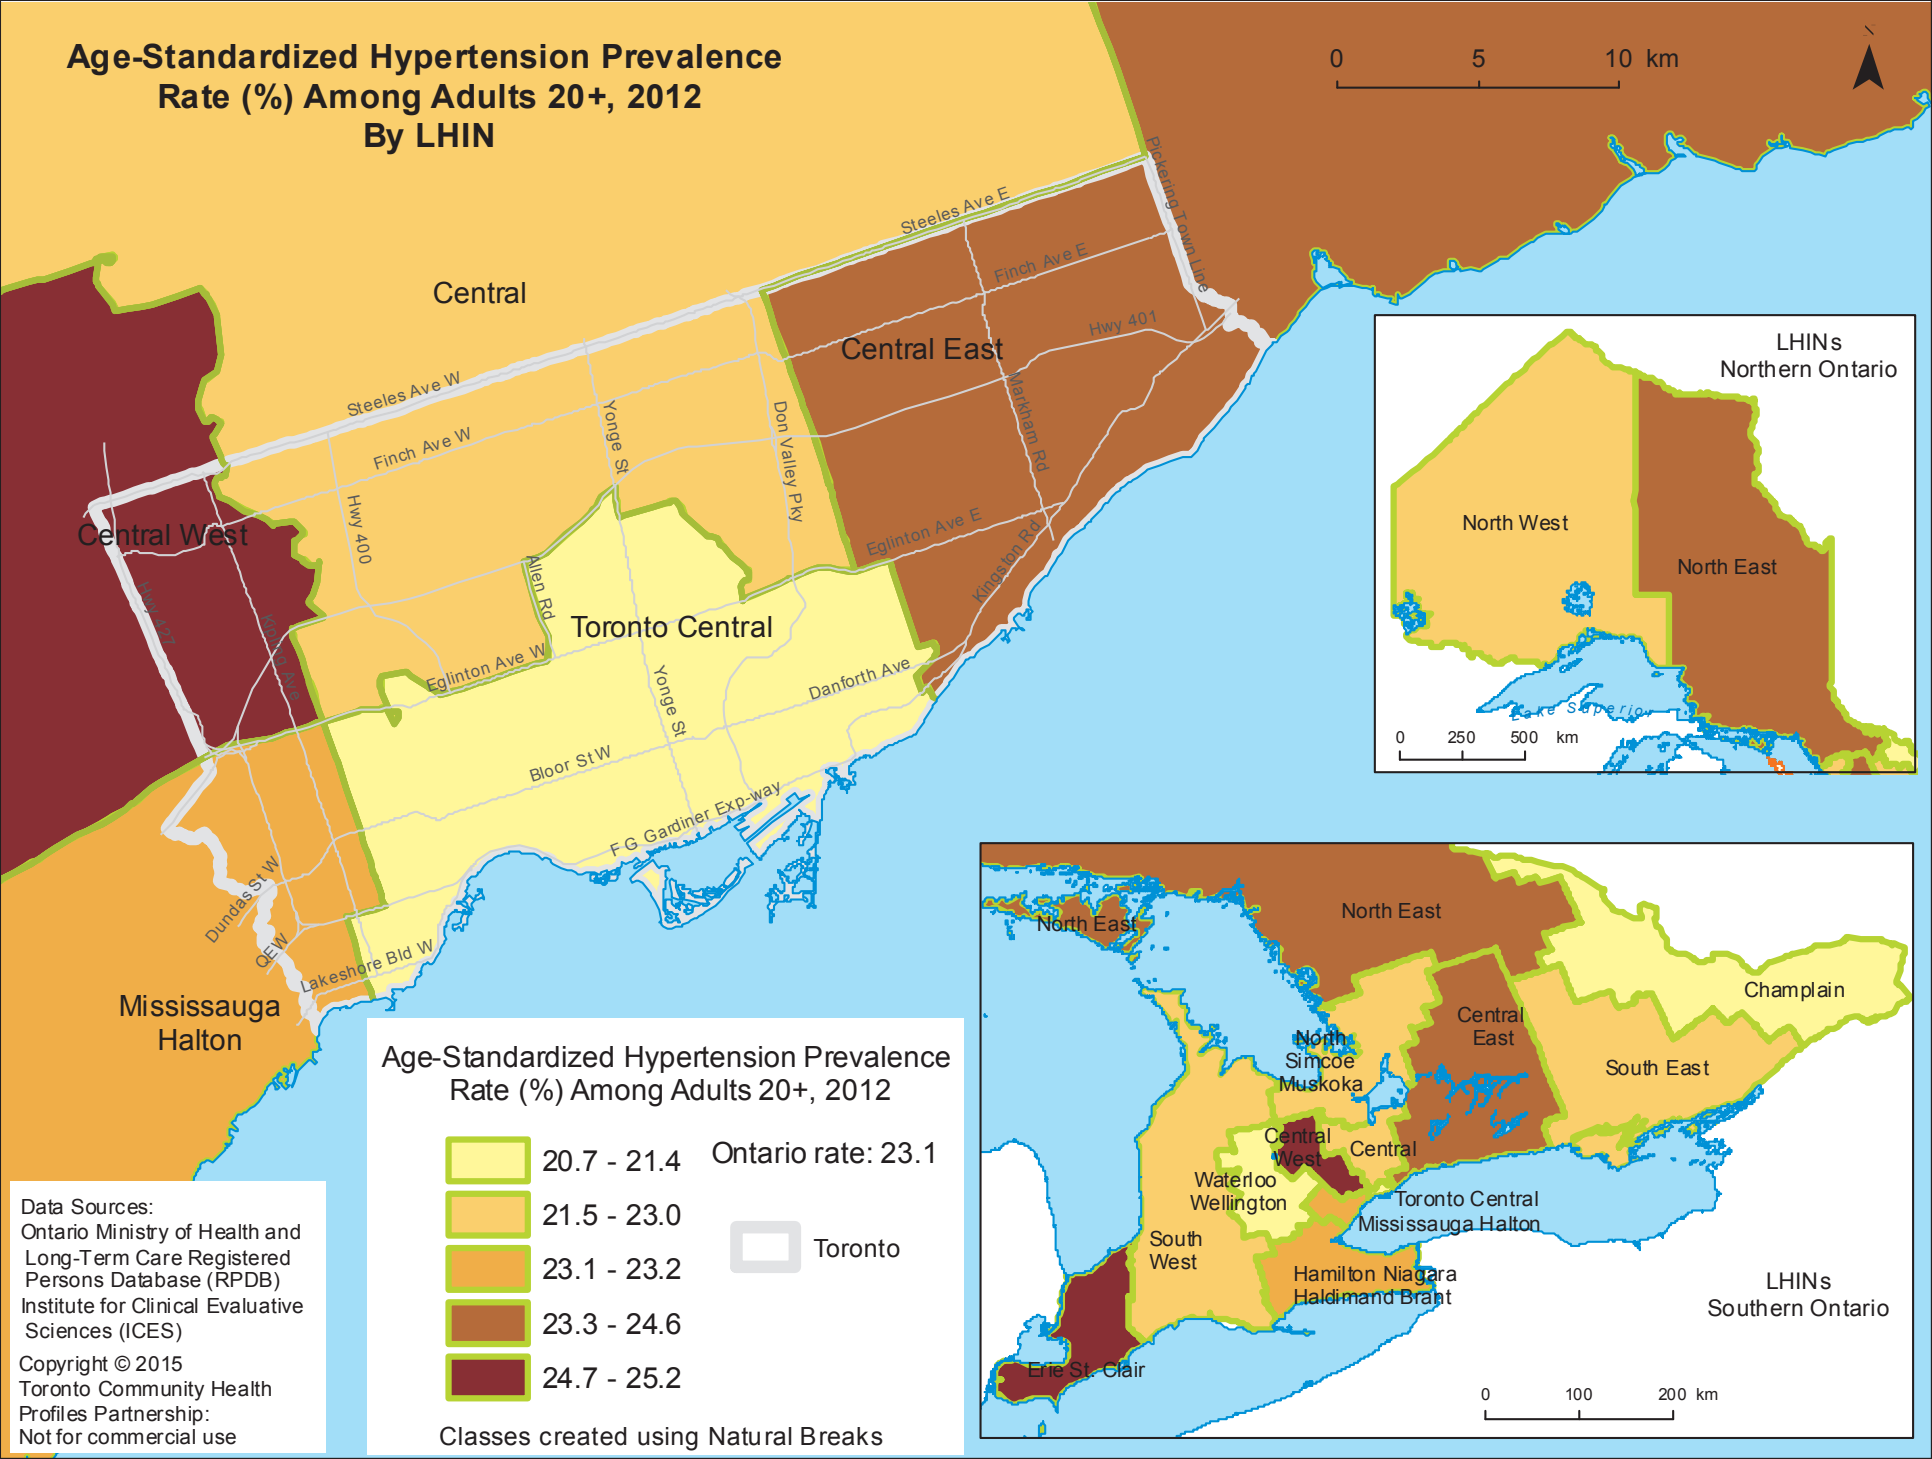 Age-Standardized Hypertension Prevalence
Rate (%) Among Adults 20+, 2012
By LHIN
0 5 10 km
N
Pickering Town Line
Steeles Ave E
Finch Ave E
Central
Hwy 401
Central East
Steeles Ave W
Finch Ave W
Yonge St
Don Valley Pky
Markham Rd
Hwy 400
Central West
Eglinton Ave E
Kingston Rd
Allen Rd
Hwy 427
Kipling Ave
Toronto Central
Eglinton Ave W
Yonge St
Danforth Ave
Bloor St W
F G Gardiner Exp-way
Dundas St W
QEW
Lakeshore Bld W
Mississauga
Halton
LHINs
Northern Ontario
North West
North East
Lake Superior
0 250 500 km
North East
North East
Champlain
Central
East
North
Simcoe
Muskoka
South East
Central
West
Central
Waterloo
Wellington
Toronto Central
Mississauga Halton
South
West
Hamilton Niagara
Haldimand Brant
LHINs
Southern Ontario
Erie St. Clair
0 100 200 km
Age-Standardized Hypertension Prevalence
Rate (%) Among Adults 20+, 2012
20.7 - 21.4
Ontario rate: 23.1
21.5 - 23.0
Toronto
23.1 - 23.2
23.3 - 24.6
24.7 - 25.2
Classes created using Natural Breaks
Data Sources:
Ontario Ministry of Health and
Long-Term Care Registered
Persons Database (RPDB)
Institute for Clinical Evaluative
Sciences (ICES)
Copyright © 2015
Toronto Community Health
Profiles Partnership:
Not for commercial use